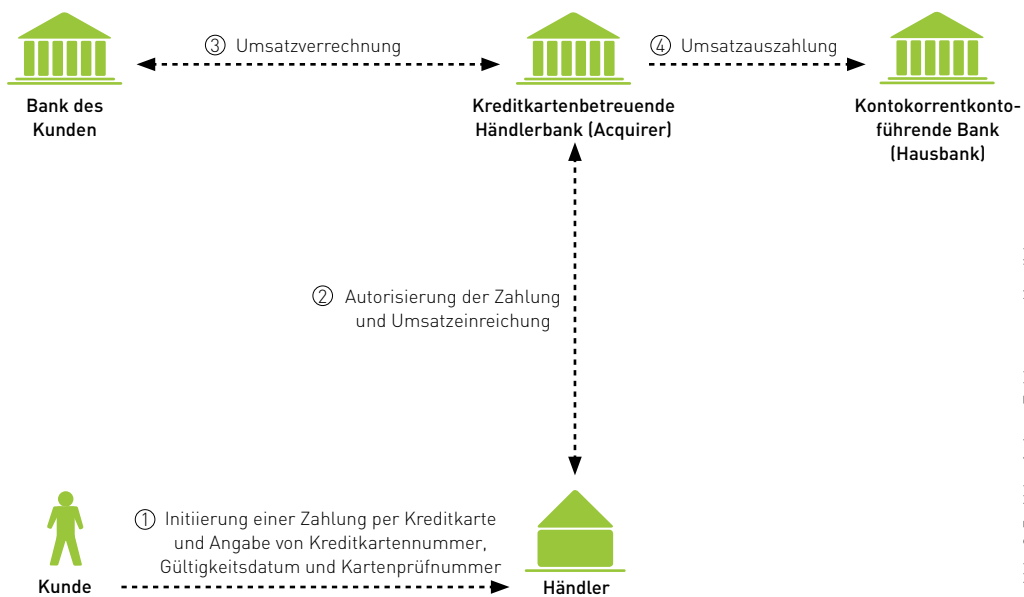 ③ Umsatzverrechnung
④ Umsatzauszahlung
Bank des
Kunden
Kreditkartenbetreuende
Händlerbank (Acquirer)
Kontokorrentkonto-
führende Bank
(Hausbank)
② Autorisierung der Zahlung
und Umsatzeinreichung
① Initiierung einer Zahlung per Kreditkarte
und Angabe von Kreditkartennummer,
Gültigkeitsdatum und Kartenprüfnummer
Kunde
Händler